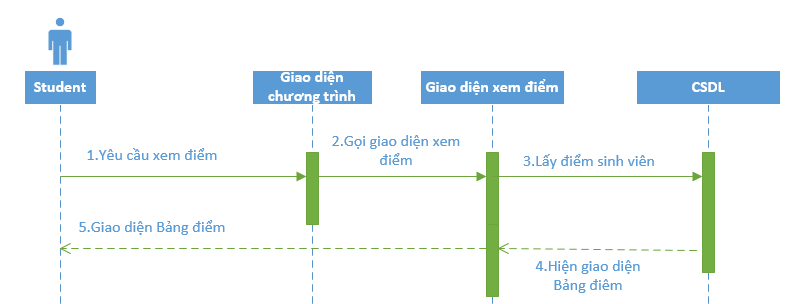 Student
Giao diện
chương trình
Giao diện xem điểm
CSDL
1.Yêu cầu xem điểm
2.Gọi giao diện xem
điểm
3.Lấy điểm sinh viên
5.Giao diện Bảng điểm
4.Hiện giao diện
Bảng điêm